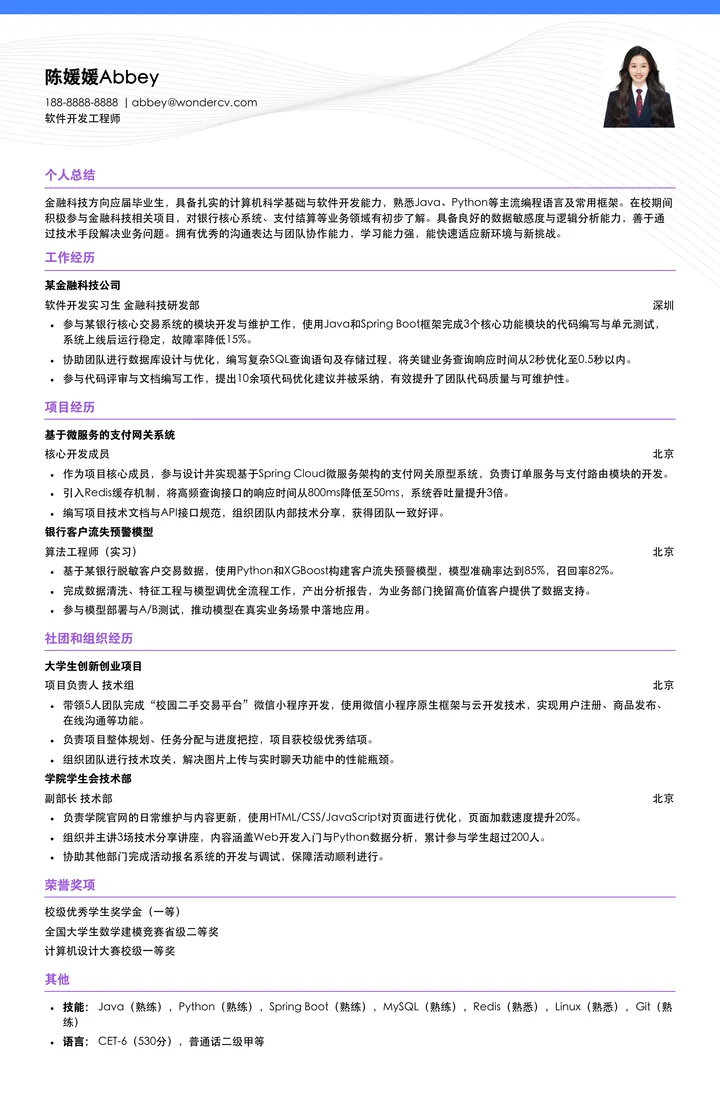 陈媛媛Abbey
188-8888-8888 | abbey@wondercv.com
软件开发工程师
个人总结
金融科技方向应届毕业生，具备扎实的计算机科学基础与软件开发能力，熟悉Java、Python等主流编程语言及常用框架。在校期间
积极参与金融科技相关项目，对银行核心系统、支付结算等业务领域有初步了解。具备良好的数据敏感度与逻辑分析能力，善于通
过技术手段解决业务问题。拥有优秀的沟通表达与团队协作能力，学习能力强，能快速适应新环境与新挑战。
工作经历
某金融科技公司
软件开发实习生 金融科技研发部 深圳
• 参与某银行核心交易系统的模块开发与维护工作，使用Java和Spring Boot框架完成3个核心功能模块的代码编写与单元测试，
系统上线后运行稳定，故障率降低15%。
• 协助团队进行数据库设计与优化，编写复杂SQL查询语句及存储过程，将关键业务查询响应时间从2秒优化至0.5秒以内。
• 参与代码评审与文档编写工作，提出10余项代码优化建议并被采纳，有效提升了团队代码质量与可维护性。
项目经历
基于微服务的支付网关系统
核心开发成员 北京
• 作为项目核心成员，参与设计并实现基于Spring Cloud微服务架构的支付网关原型系统，负责订单服务与支付路由模块的开发。
• 引入Redis缓存机制，将高频查询接口的响应时间从800ms降低至50ms，系统吞吐量提升3倍。
• 编写项目技术文档与API接口规范，组织团队内部技术分享，获得团队一致好评。
银行客户流失预警模型
算法工程师（实习） 北京
• 基于某银行脱敏客户交易数据，使用Python和XGBoost构建客户流失预警模型，模型准确率达到85%，召回率82%。
• 完成数据清洗、特征工程与模型调优全流程工作，产出分析报告，为业务部门挽留高价值客户提供了数据支持。
• 参与模型部署与A/B测试，推动模型在真实业务场景中落地应用。
社团和组织经历
大学生创新创业项目
项目负责人 技术组 北京
• 带领5人团队完成“校园二手交易平台”微信小程序开发，使用微信小程序原生框架与云开发技术，实现用户注册、商品发布、
在线沟通等功能。
• 负责项目整体规划、任务分配与进度把控，项目获校级优秀结项。
• 组织团队进行技术攻关，解决图片上传与实时聊天功能中的性能瓶颈。
学院学生会技术部
副部长 技术部 北京
• 负责学院官网的日常维护与内容更新，使用HTML/CSS/JavaScript对页面进行优化，页面加载速度提升20%。
• 组织并主讲3场技术分享讲座，内容涵盖Web开发入门与Python数据分析，累计参与学生超过200人。
• 协助其他部门完成活动报名系统的开发与调试，保障活动顺利进行。
荣誉奖项
校级优秀学生奖学金（一等）
全国大学生数学建模竞赛省级二等奖
计算机设计大赛校级一等奖
其他
• 技能： Java（熟练）, Python（熟练）, Spring Boot（熟练）, MySQL（熟练）, Redis（熟悉）, Linux（熟悉）, Git（熟
练）
• 语言： CET-6（530分）, 普通话二级甲等